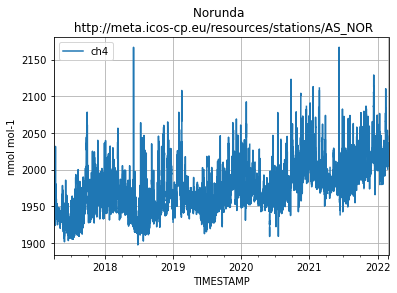 Norunda
http://meta.icos-cp.eu/resources/stations/AS_NOR
ch4
2150
2100
2050
2000
1950
1900
nmol mol-1
2018
2019
2020
2021
2022
TIMESTAMP